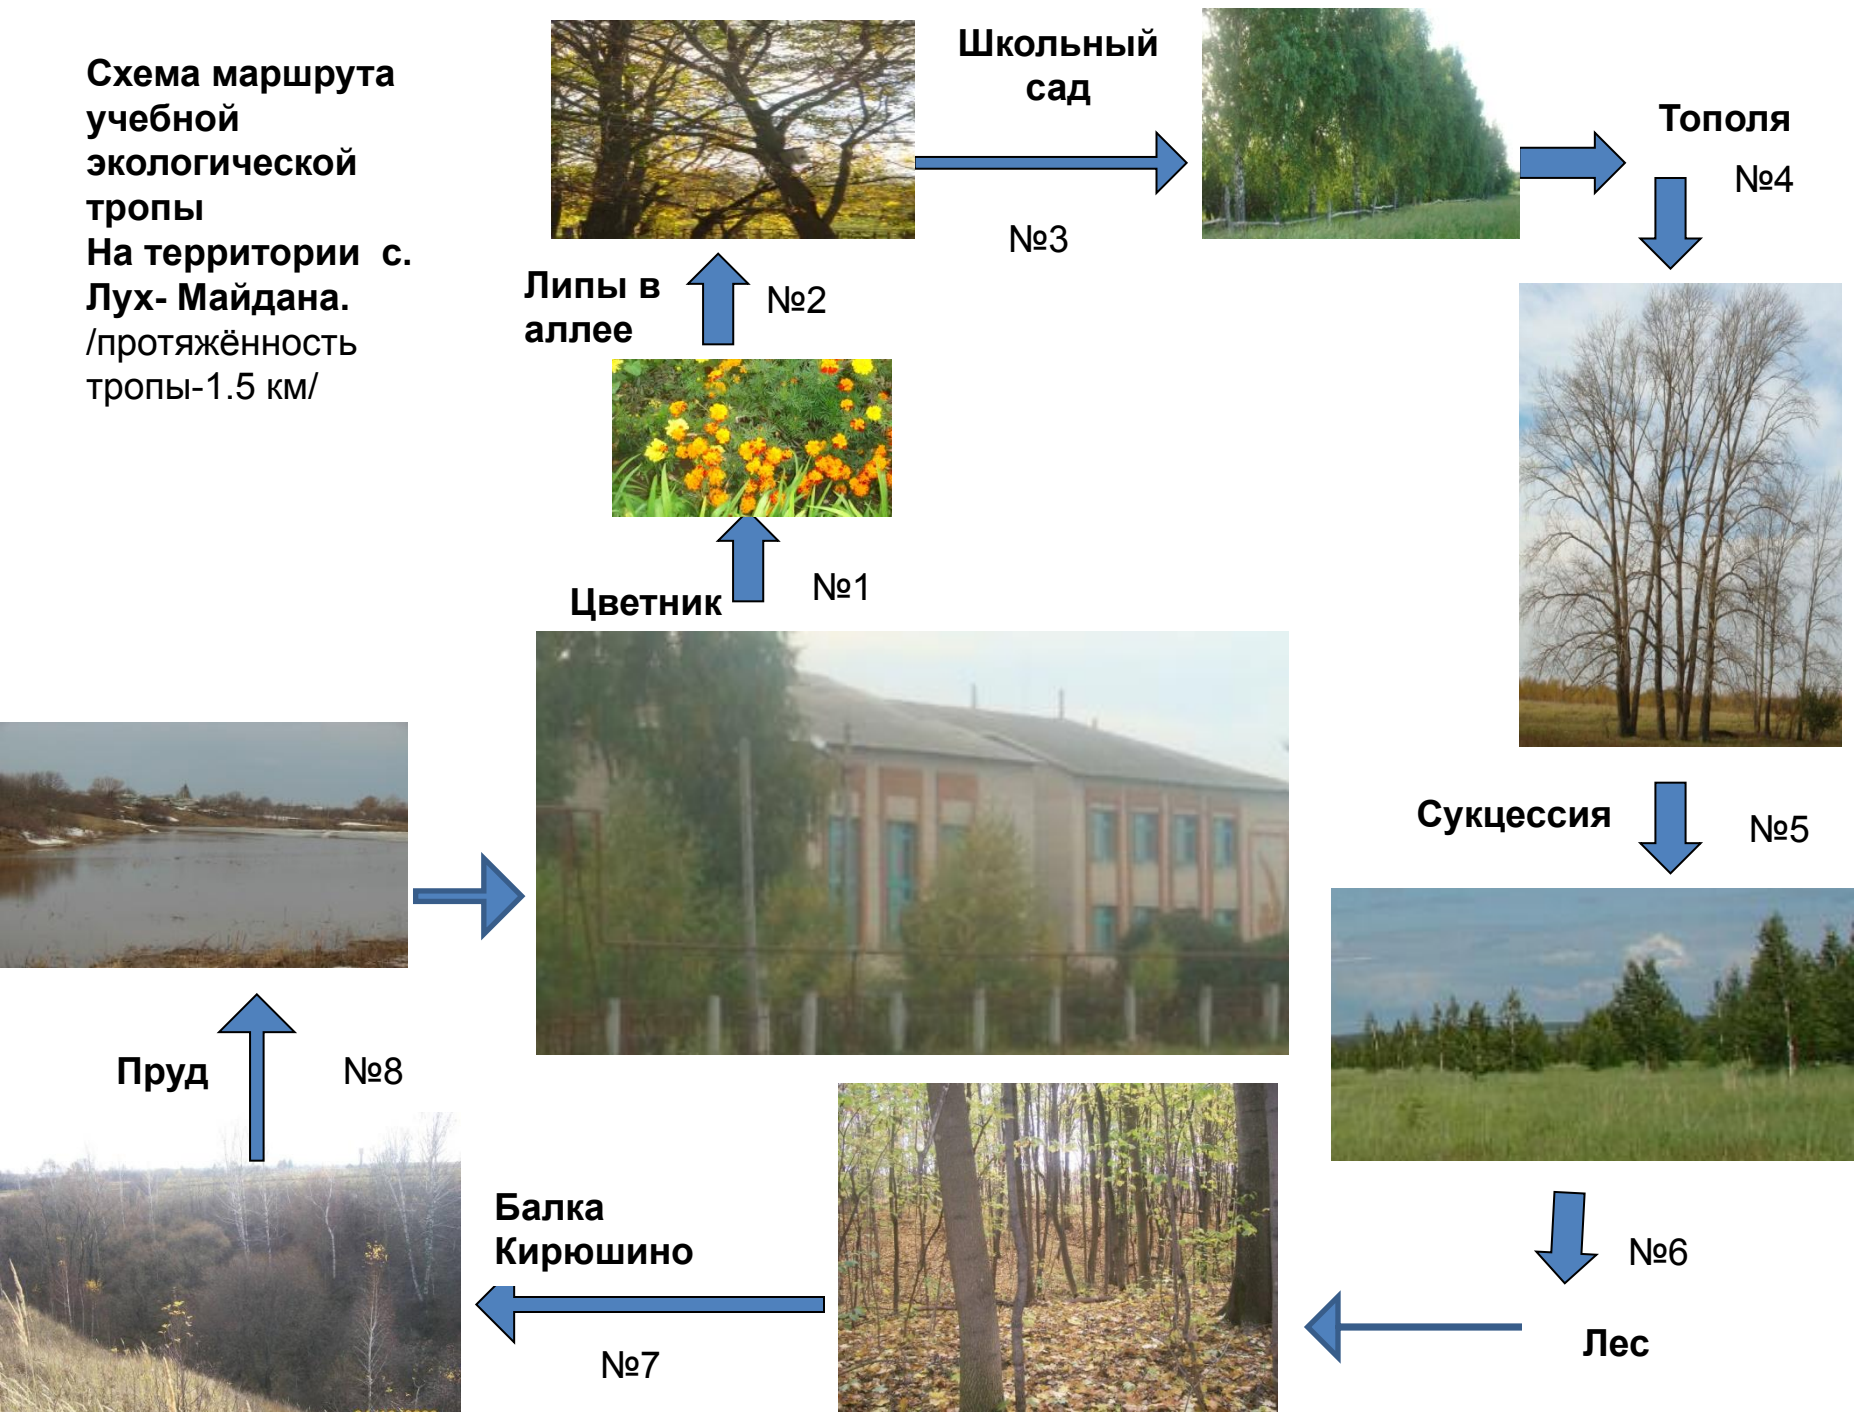 Схема маршрута
учебной
экологической
тропы
На территории с.
Лух- Майдана.
/протяжённость
тропы-1.5 км/
Школьный
сад
№3
Тополя
№4
Липы в
аллее
№2
Цветник
№1
Сукцессия
№5
Пруд
№8
Балка
Кирюшино
№7
№6
Лес